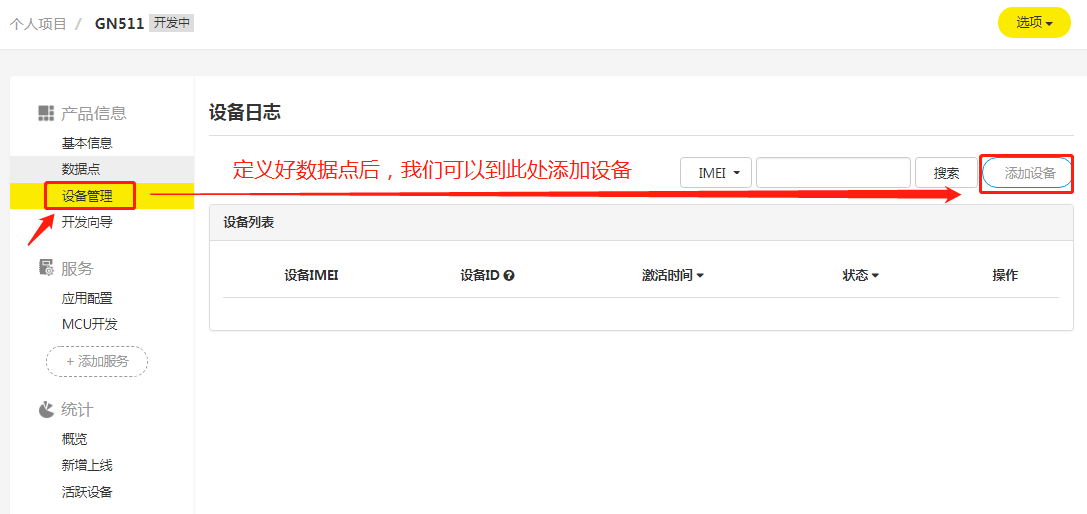 个人项目 / GN511 开发中
选项
产品信息
基本信息
数据点
设备管理
开发向导
服务
应用配置
MCU开发
+ 添加服务
统计
概览
新增上线
活跃设备
设备日志
定义好数据点后，我们可以到此处添加设备
IMEI
搜索
添加设备
设备列表
设备IMEI 设备ID 激活时间 状态 操作